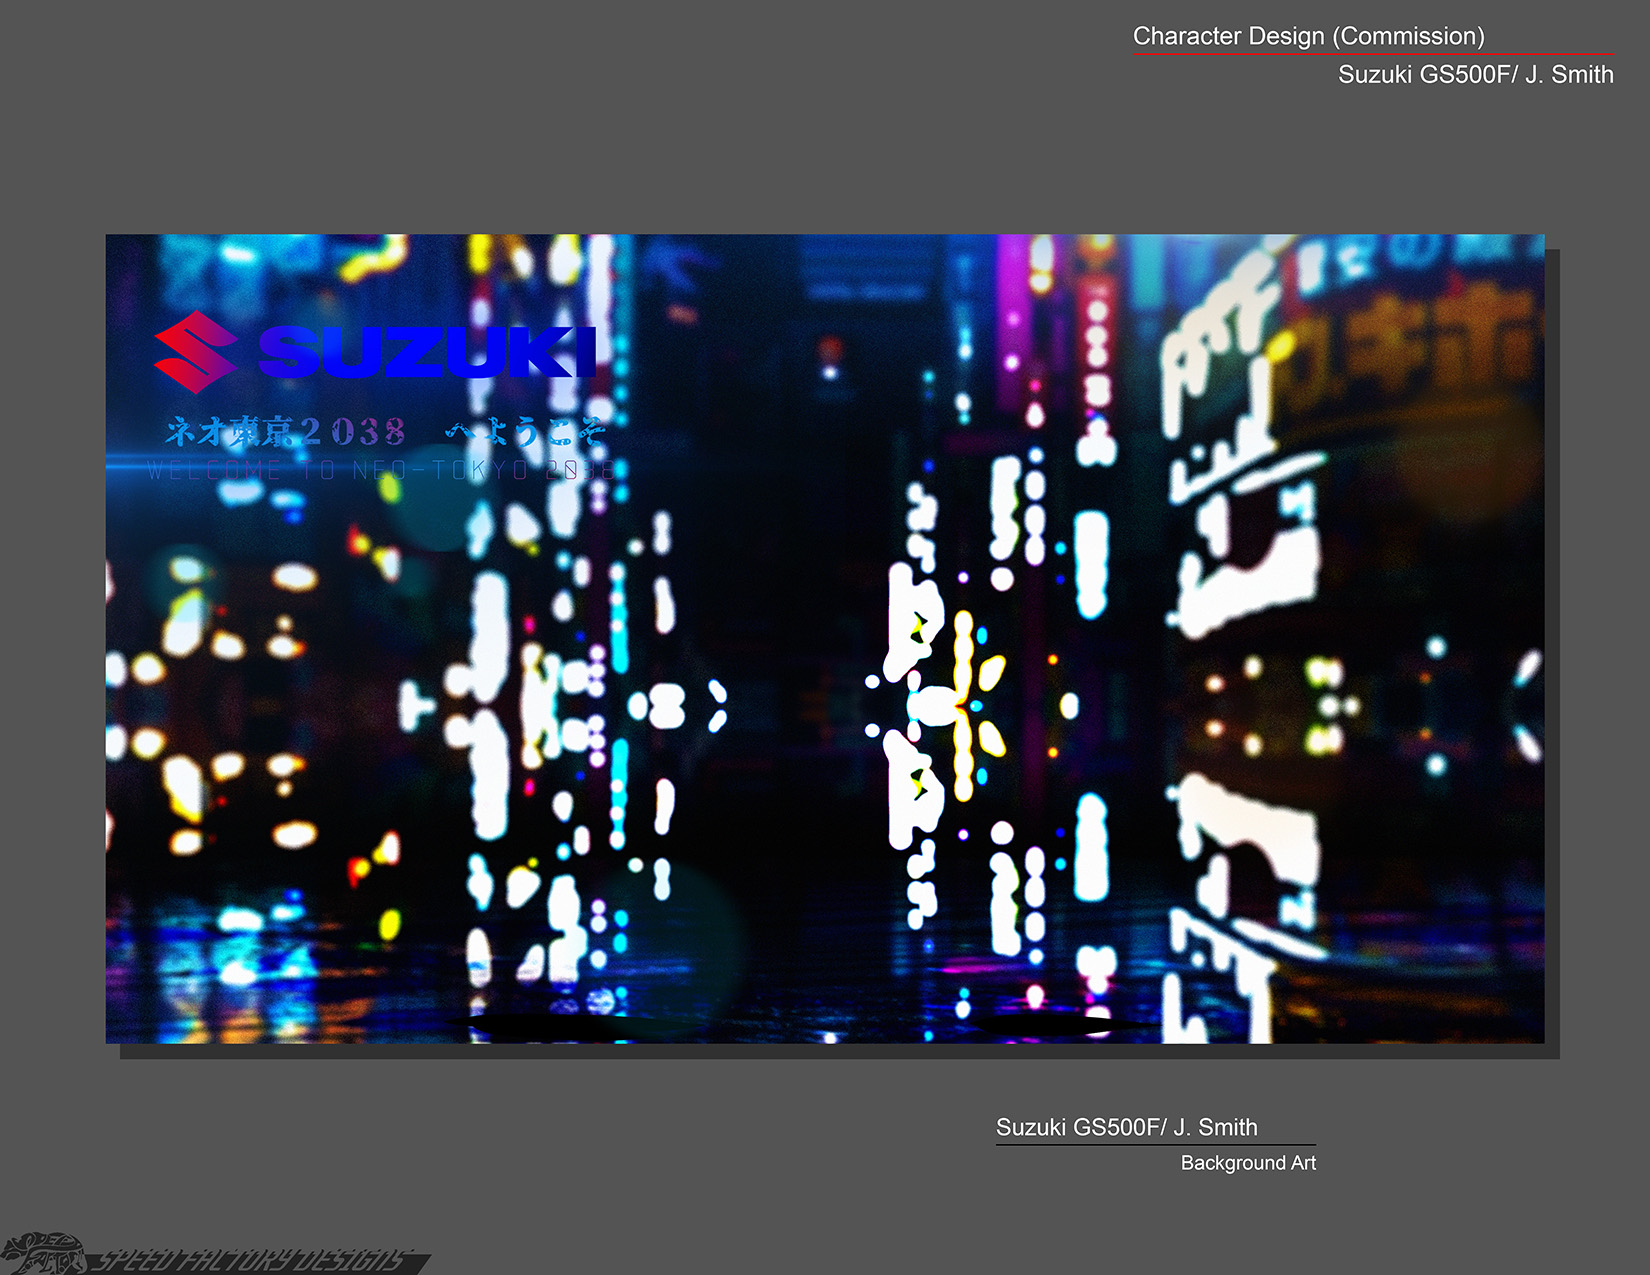 Character Design (Commission)
Suzuki GS500F/ J. Smith
SUZUKI
ネオ東京2038 へようこそ
WELCOME TO NEO-TOKYO 2038
Suzuki GS500F/ J. Smith
Background Art
SPEED FACTORY DESIGNS